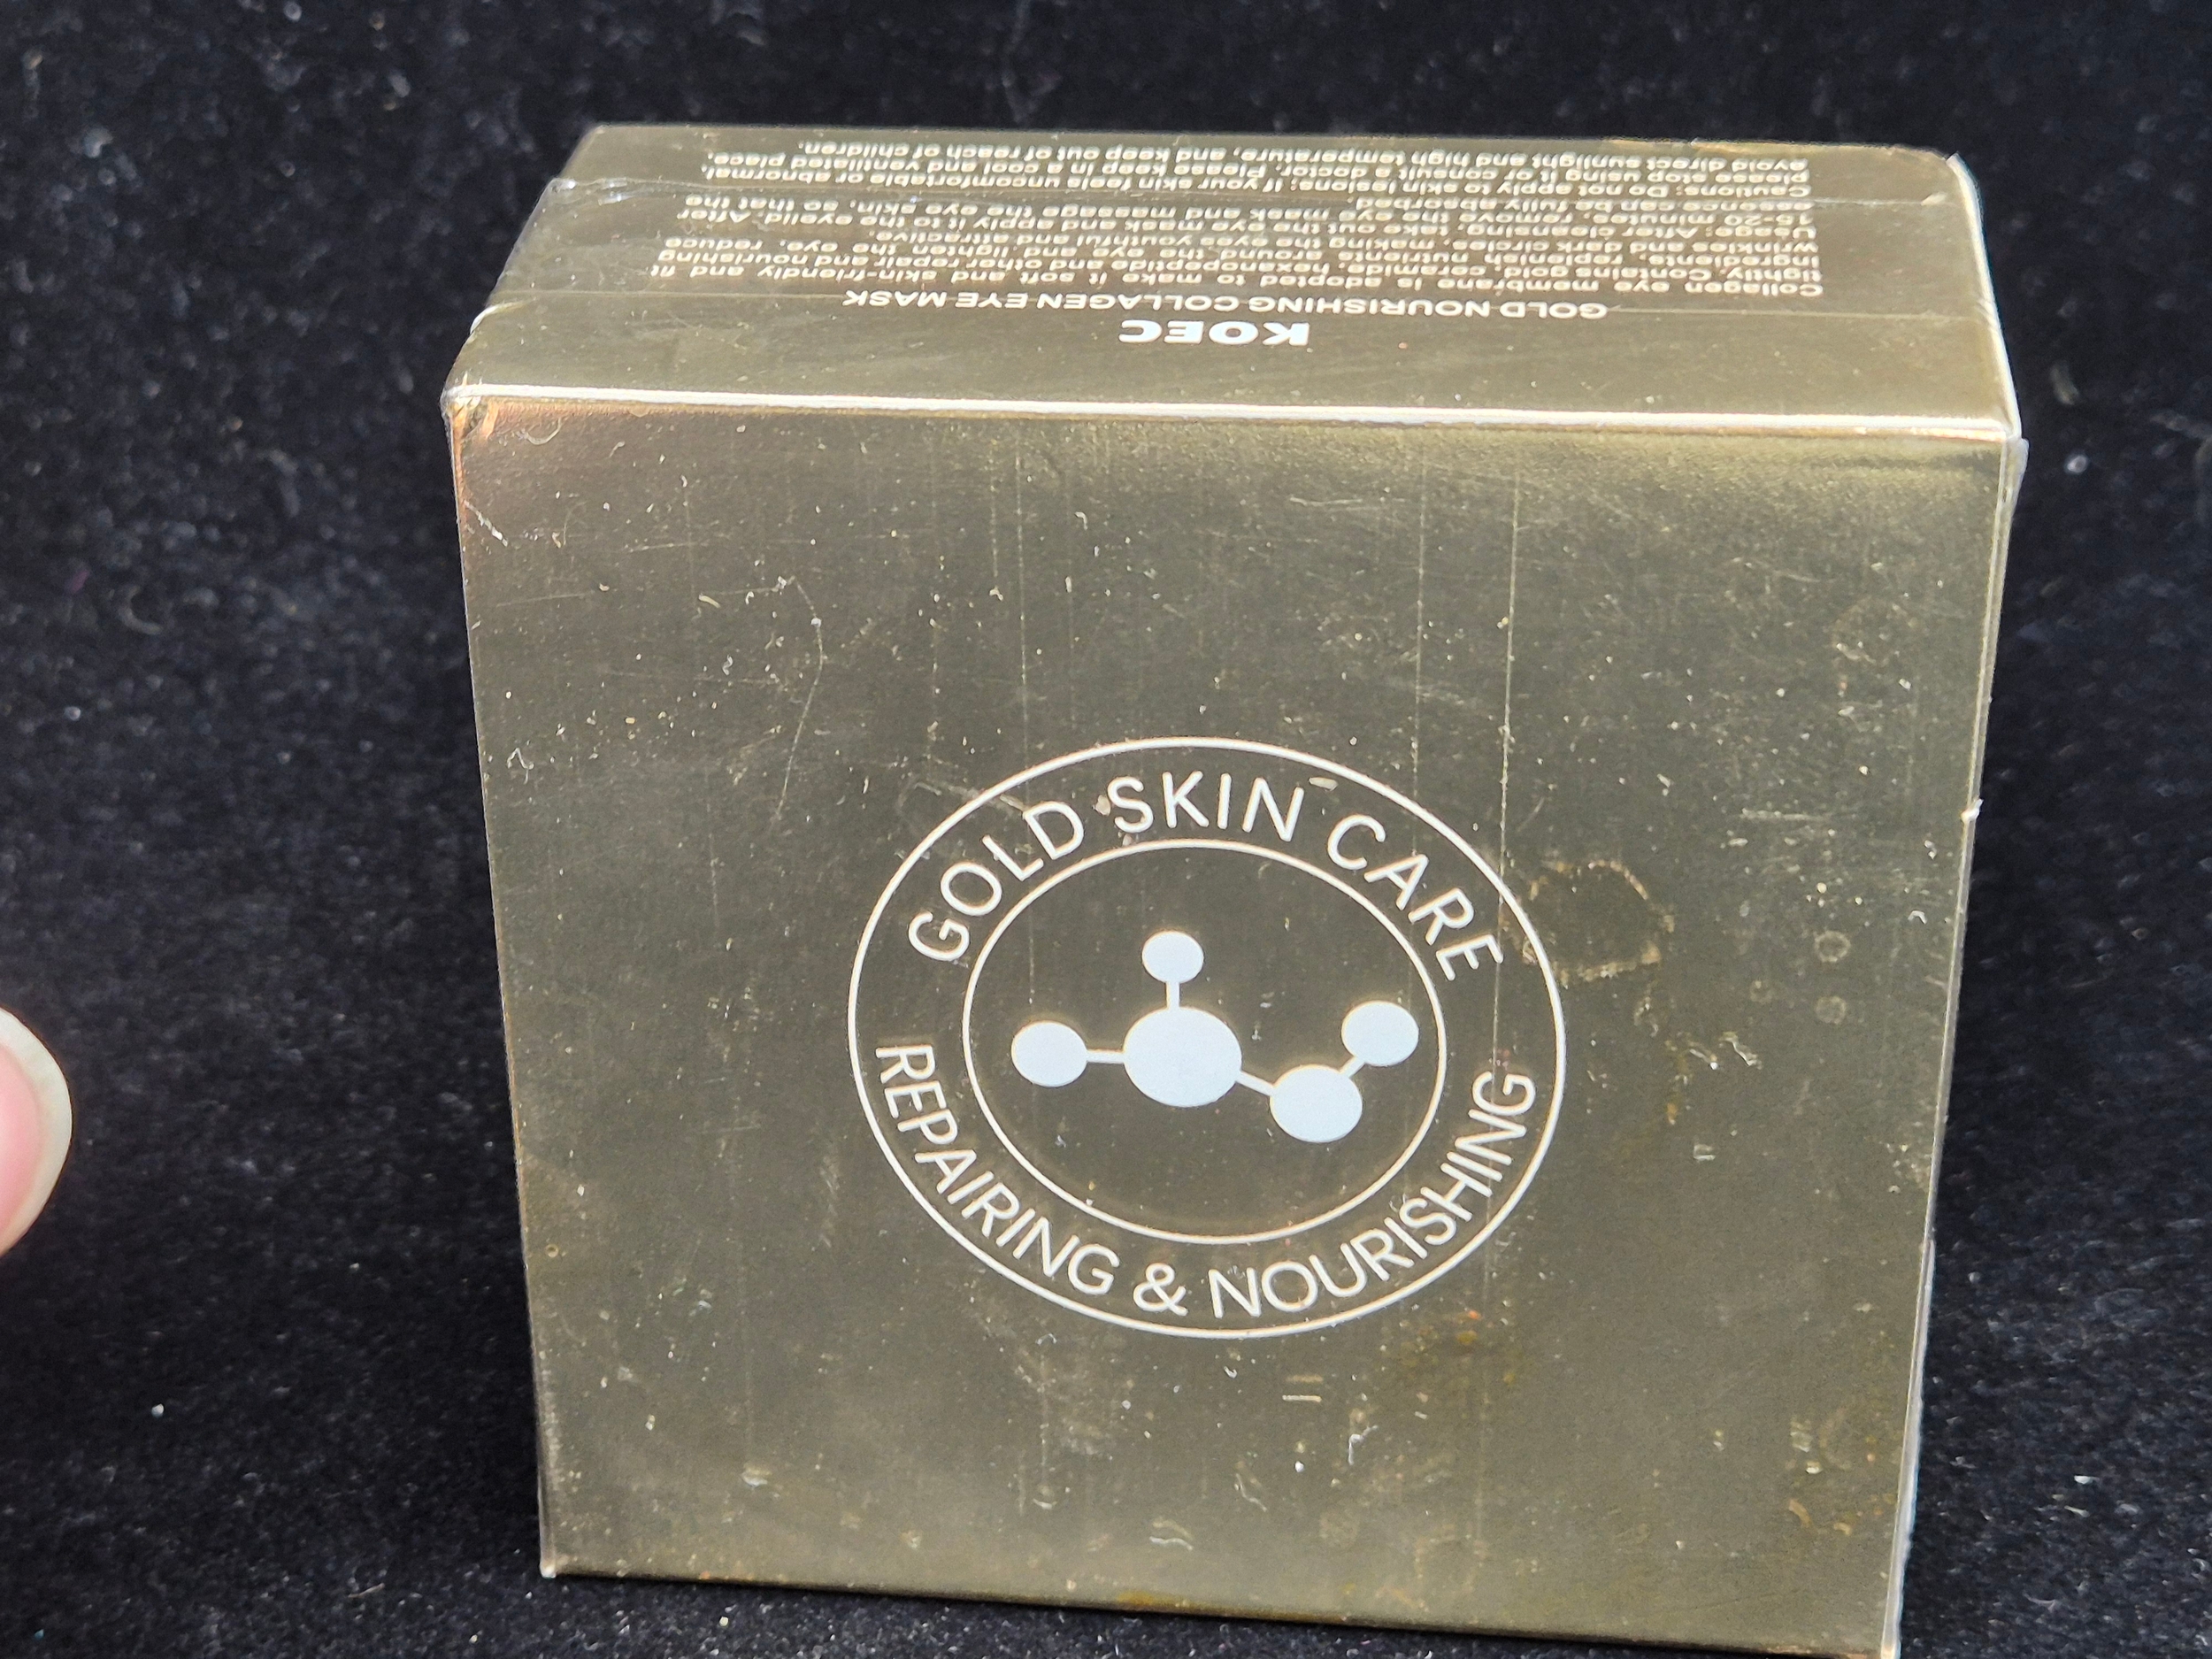 KOEC
GOLD NOURISHING COLLAGEN EYE MASK
Collagen eye membrane is adopted to make it soft and skin-friendly and fit
tightly. Contains gold, ceramide, hexanopeptide and other repair and nourishing
ingredients, replenish nutrients around the eye, and lighten the eye, reduce
wrinkles and dark circles, making the eyes youthful and attractive.
Usage: After cleansing, take out the eye mask and apply it to the eyelid. After
15-20 minutes, remove the eye mask and massage the eye skin, so that the
essence can be fully absorbed.
Cautions: Do not apply to skin lesions; if your skin feels uncomfortable or abnormal,
please stop using it or consult a doctor. Please keep in a cool and ventilated place,
avoid direct sunlight and high temperature, and keep out of reach of children.
GOLD SKIN CARE
REPAIRING & NOURISHING